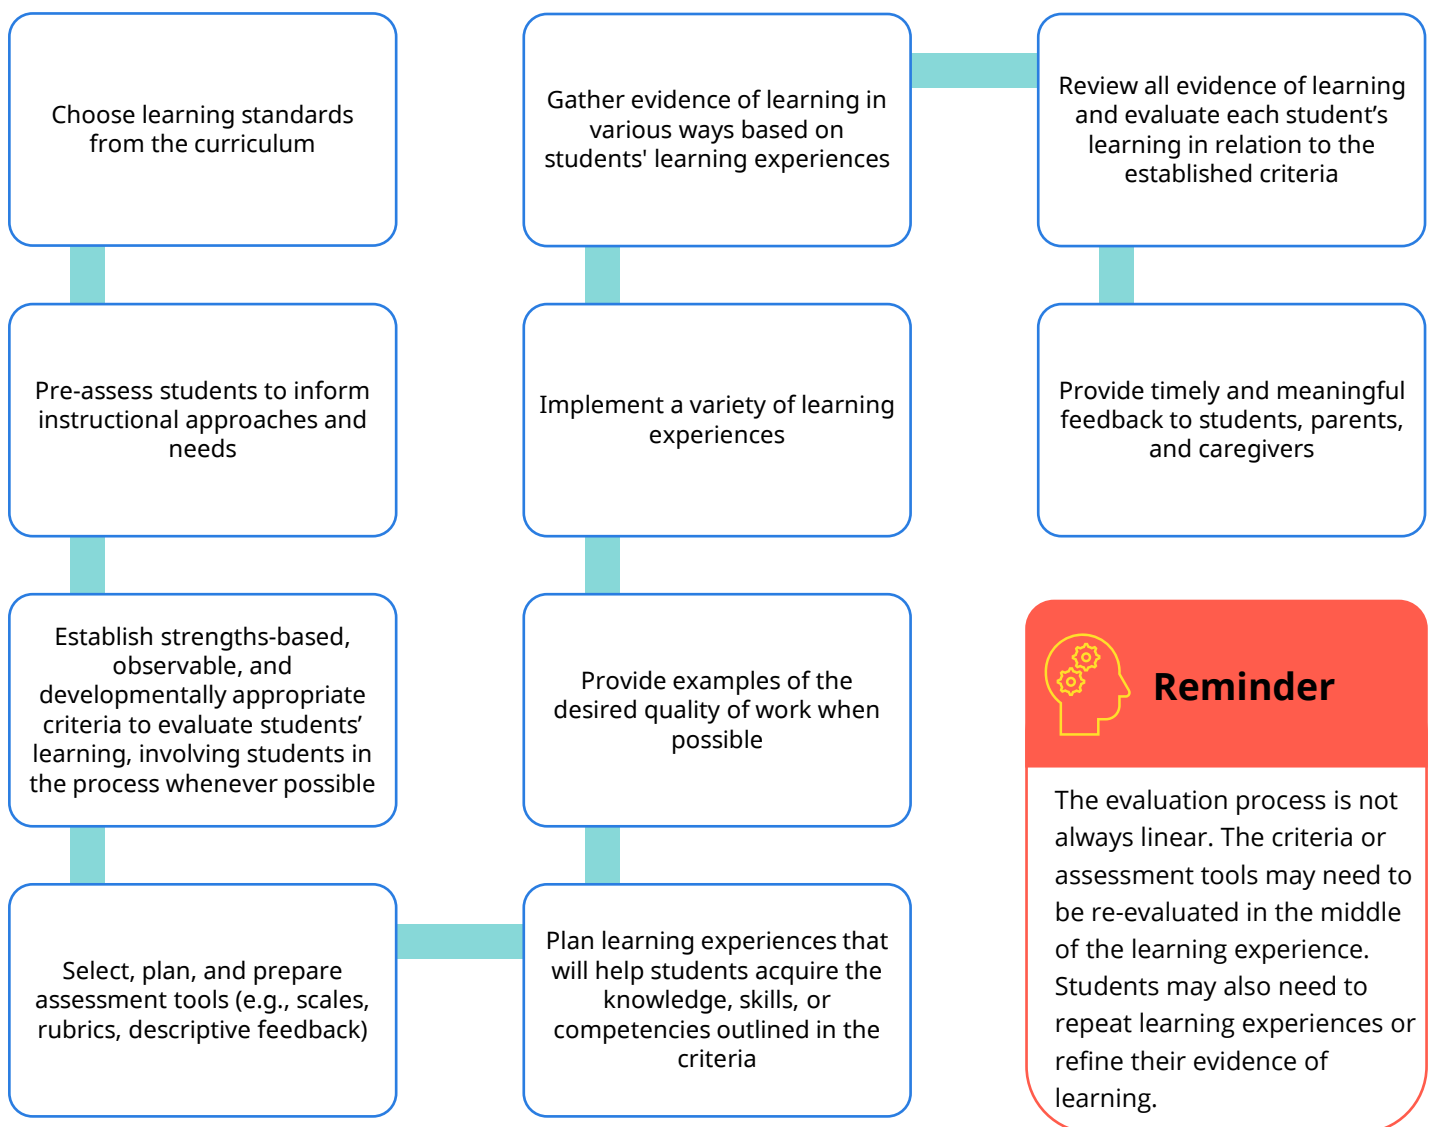 Choose learning standards
from the curriculum
Pre-assess students to inform
instructional approaches and
needs
Establish strengths-based,
observable, and
developmentally appropriate
criteria to evaluate students’
learning, involving students in
the process whenever possible
Select, plan, and prepare
assessment tools (e.g., scales,
rubrics, descriptive feedback)
Plan learning experiences that
will help students acquire the
knowledge, skills, or
competencies outlined in the
criteria
Provide examples of the
desired quality of work when
possible
Implement a variety of learning
experiences
Gather evidence of learning in
various ways based on
students' learning experiences
Review all evidence of learning
and evaluate each student’s
learning in relation to the
established criteria
Provide timely and meaningful
feedback to students, parents,
and caregivers
Reminder
The evaluation process is not
always linear. The criteria or
assessment tools may need to
be re-evaluated in the middle
of the learning experience.
Students may also need to
repeat learning experiences or
refine their evidence of
learning.